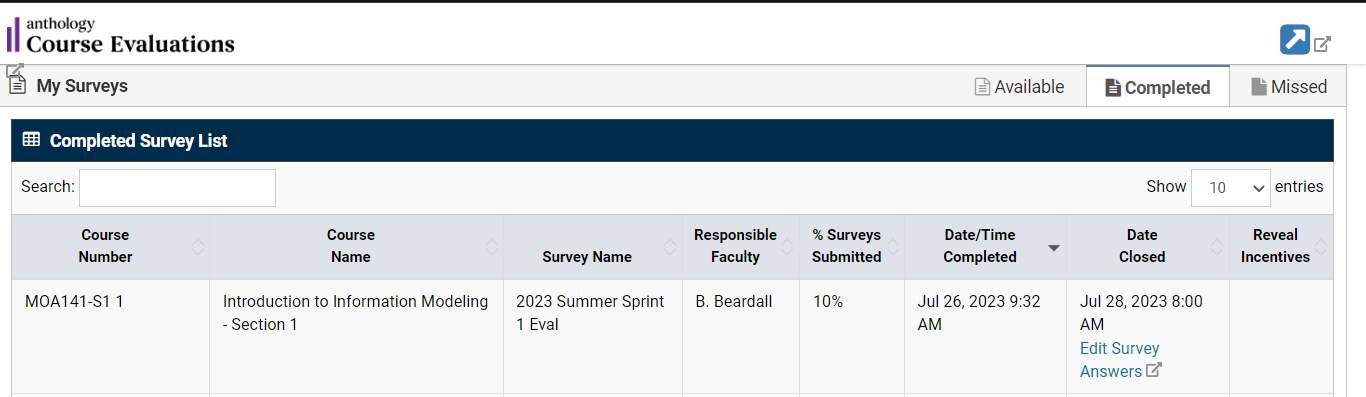 anthology
Course Evaluations
My Surveys
Available
Completed
Missed
Completed Survey List
Search:
Show 10 entries
Course Number
Course Name
Survey Name
Responsible Faculty
% Surveys Submitted
Date/Time Completed
Date Closed
Reveal Incentives
MOA141-S1 1
Introduction to Information Modeling
- Section 1
2023 Summer Sprint
1 Eval
B. Beardall
10%
Jul 26, 2023 9:32
AM
Jul 28, 2023 8:00
AM
Edit Survey
Answers